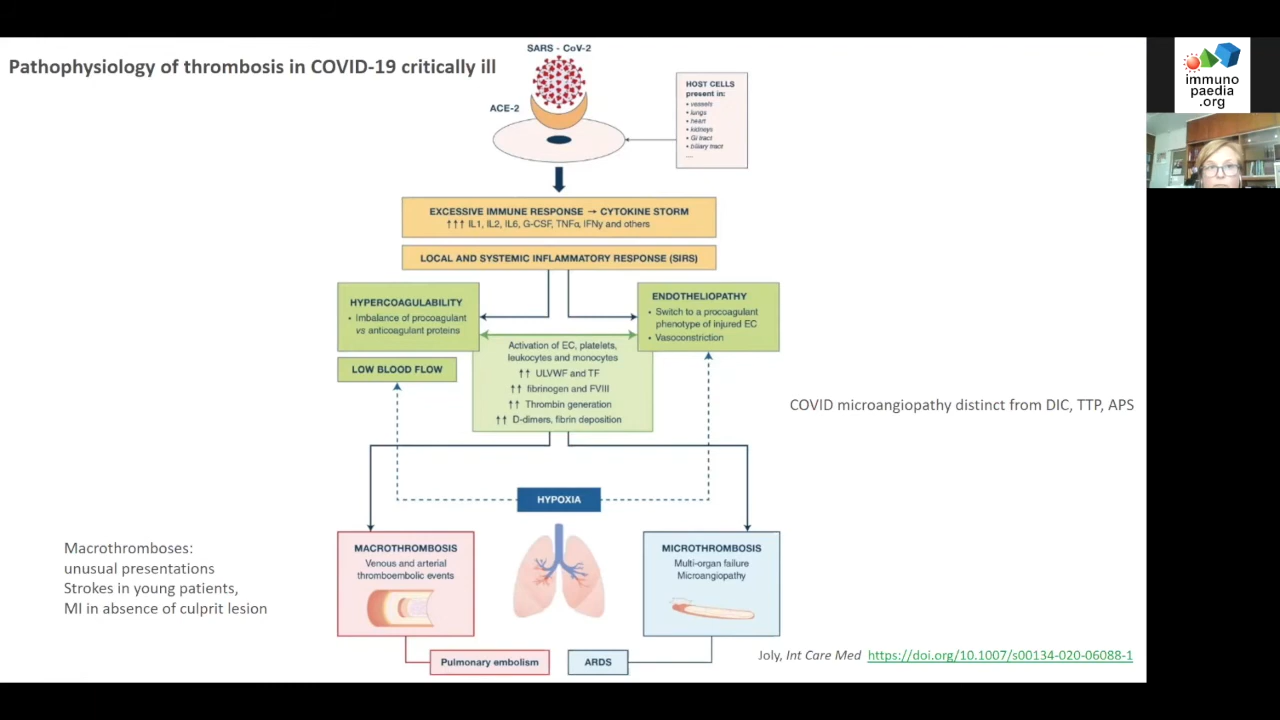 Pathophysiology of thrombosis in COVID-19 critically ill
SARS - CoV-2
ACE-2
HOST CELLS
present in:
• vessels
• lungs
• heart
• kidneys
• GI tract
• biliary tract
....
immuno
paedia
.org
EXCESSIVE IMMUNE RESPONSE → CYTOKINE STORM
↑↑↑ IL1, IL2, IL6, G-CSF, TNFα, IFNγ and others
LOCAL AND SYSTEMIC INFLAMMATORY RESPONSE (SIRS)
HYPERCOAGULABILITY
• Imbalance of procoagulant
vs anticoagulant proteins
ENDOTHELIOPATHY
• Switch to a procoagulant
phenotype of injured EC
• Vasoconstriction
LOW BLOOD FLOW
Activation of EC, platelets,
leukocytes and monocytes
↑↑ ULVWF and TF
↑↑ fibrinogen and FVIII
↑↑ Thrombin generation
↑↑ D-dimers, fibrin deposition
COVID microangiopathy distinct from DIC, TTP, APS
HYPOXIA
Macrothromboses:
unusual presentations
Strokes in young patients,
MI in absence of culprit lesion
MACROTHROMBOSIS
Venous and arterial
thromboembolic events
MICROTHROMBOSIS
Multi-organ failure
Microangiopathy
Pulmonary embolism
ARDS
Joly, Int Care Med https://doi.org/10.1007/s00134-020-06088-1